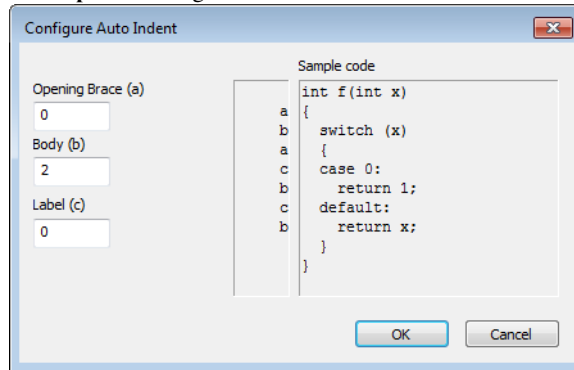 Configure Auto Indent
Opening Brace (a)
0
Body (b)
2
Label (c)
0
Sample code
int f(int x)
a {
b switch (x)
a {
c case 0:
b return 1;
c default:
b return x;
}
}
OK
Cancel